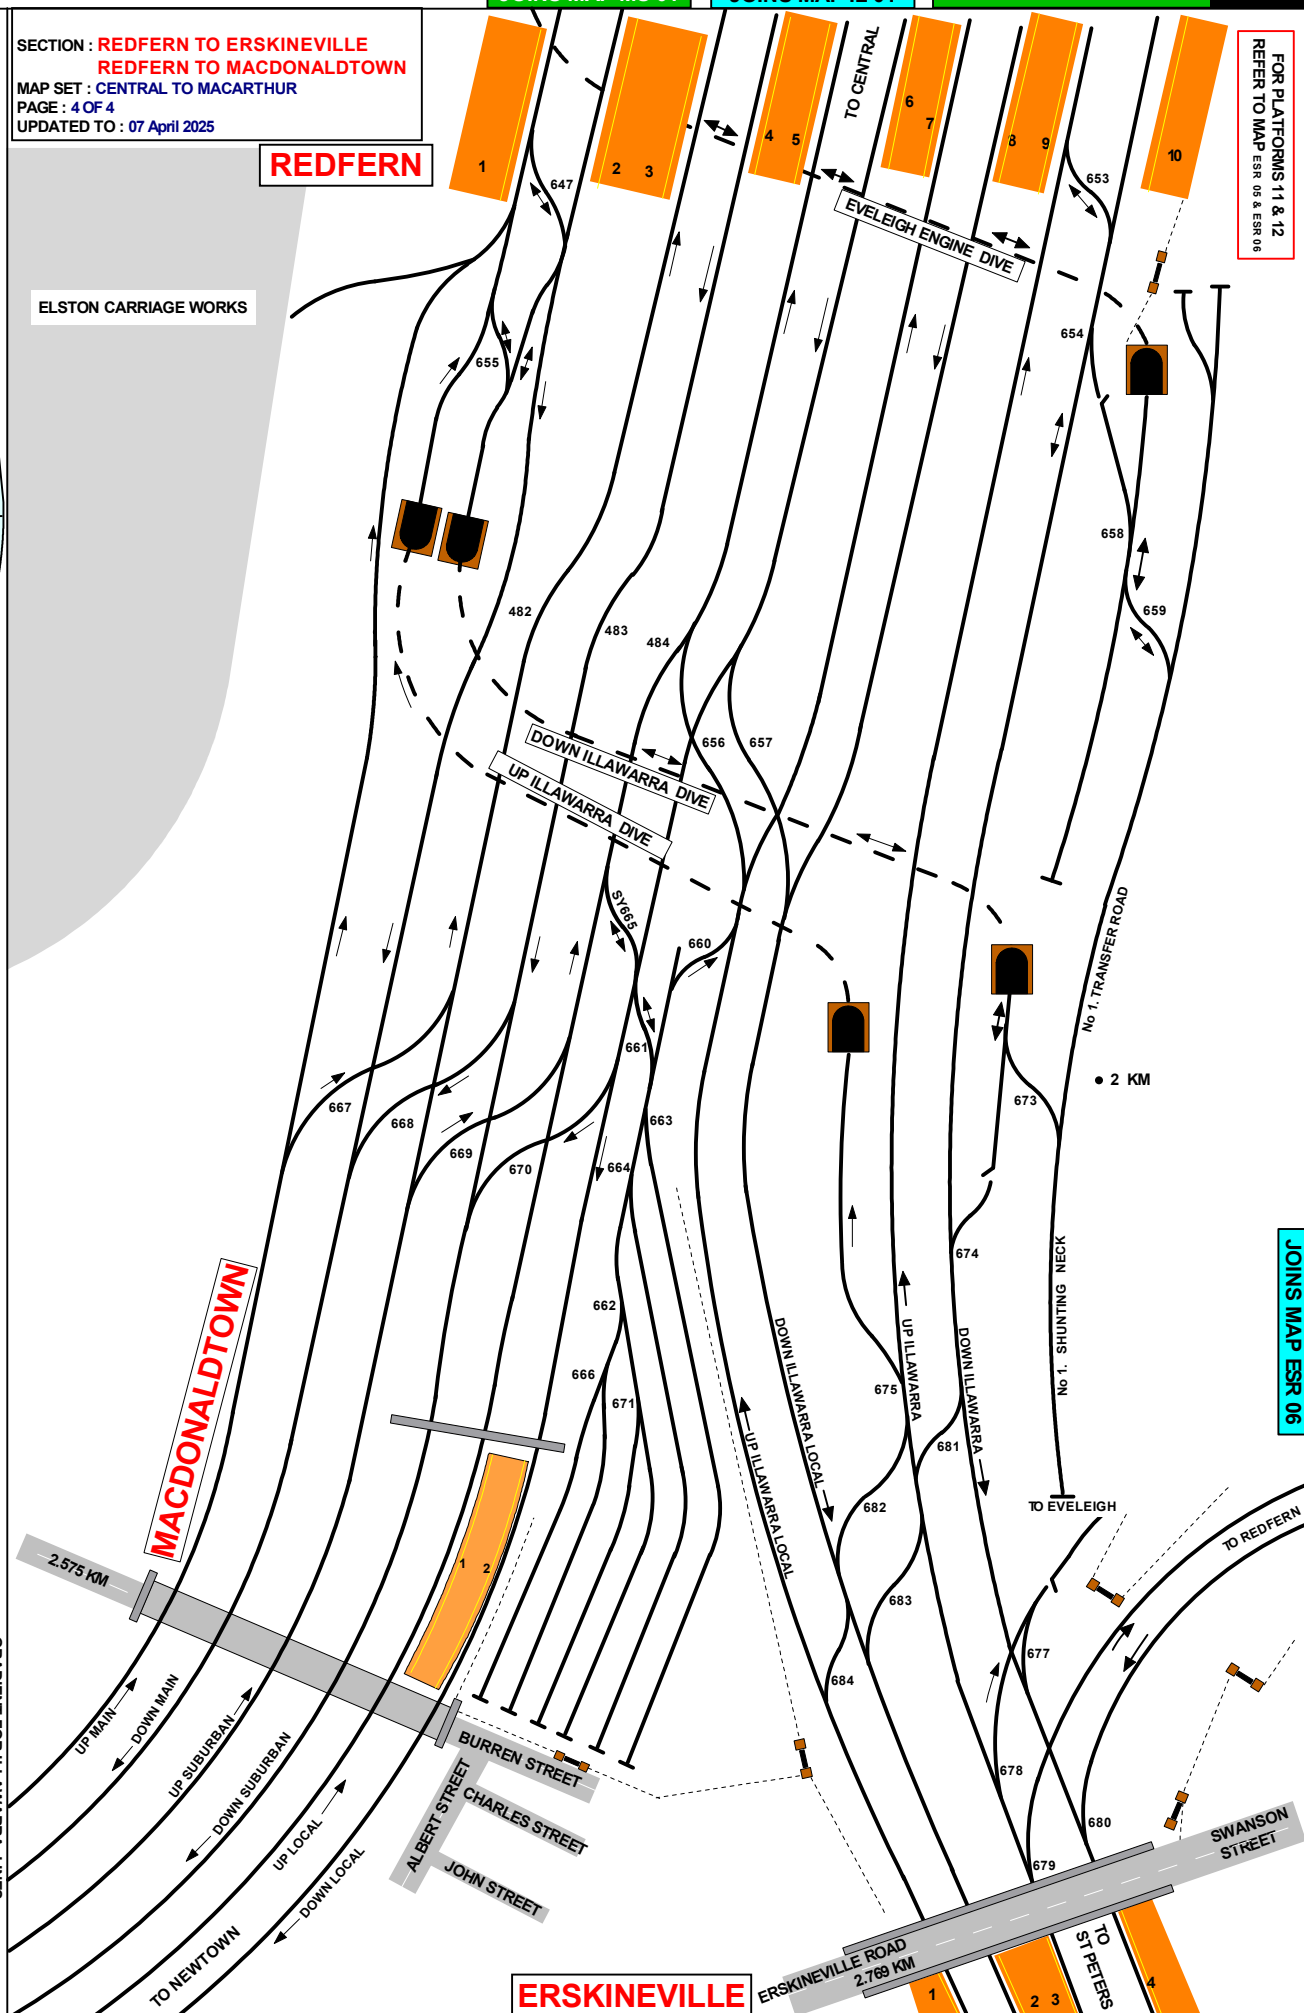 SECTION : REDFERN TO ERSKINEVILLE
REDFERN TO MACDONALDTOWN
MAP SET : CENTRAL TO MACARTHUR
PAGE : 4 OF 4
UPDATED TO : 07 April 2025
REDFERN
FOR PLATFORMS 11 & 12
REFER TO MAP ESR 05 & ESR 06
TO CENTRAL
1
2 3
4 5
6
7
8 9
10
647
653
EVELEIGH ENGINE DIVE
ELSTON CARRIAGE WORKS
654
655
658
659
482
483
484
656
657
DOWN ILLAWARRA DIVE
UP ILLAWARRA DIVE
SY665
660
No 1. TRANSFER ROAD
661
2 KM
667
668
663
673
669
670
664
674
No 1. SHUNTING NECK
JOINS MAP ESR 06
MACDONALDTOWN
662
666
671
675
UP ILLAWARRA
DOWN ILLAWARRA
DOWN ILLAWARRA LOCAL
UP ILLAWARRA LOCAL
681
682
683
TO EVELEIGH
TO REDFERN
2.575 KM
1 2
677
684
678
679
680
UP MAIN
DOWN MAIN
UP SUBURBAN
DOWN SUBURBAN
UP LOCAL
DOWN LOCAL
TO NEWTOWN
BURREN STREET
ALBERT STREET
CHARLES STREET
JOHN STREET
SWANSON
STREET
ERSKINEVILLE ROAD
2.769 KM
ERSKINEVILLE
1
2 3
TO
ST PETERS
4